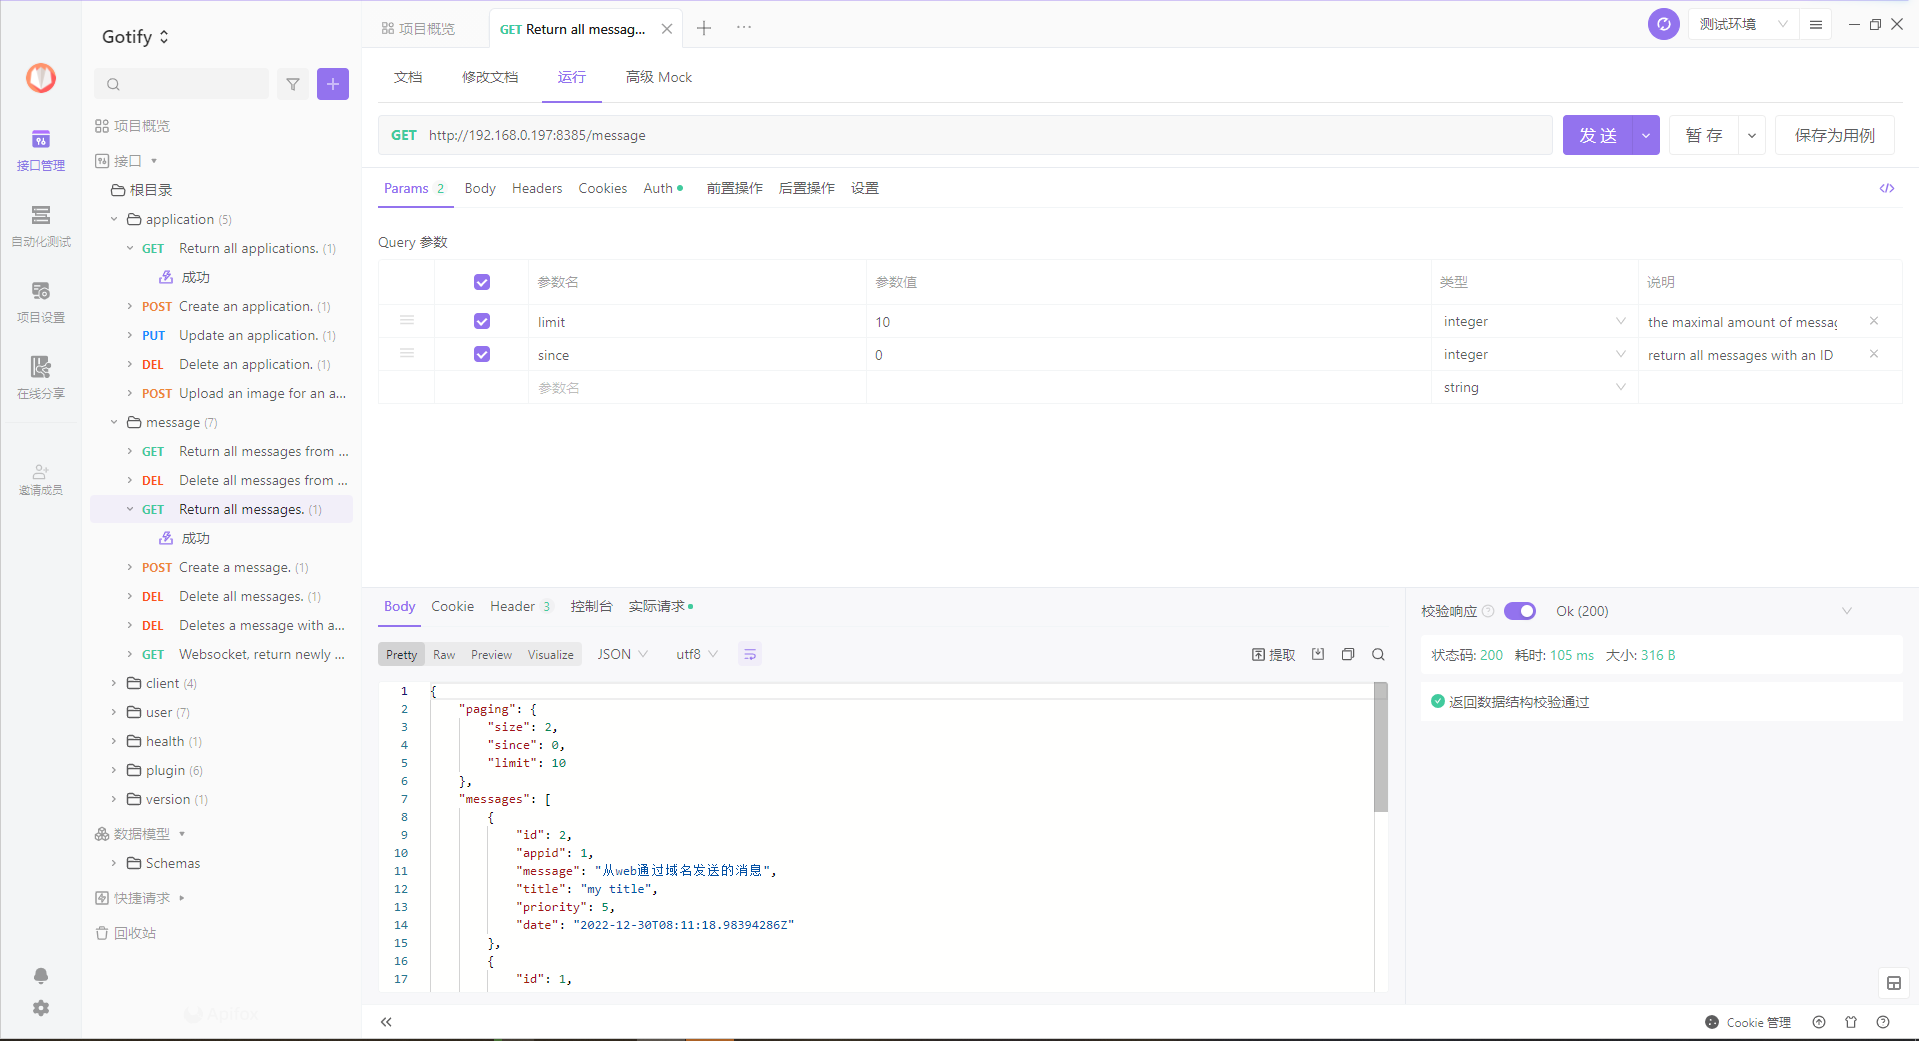 Gotify
项目概览
GET Return all messag...
测试环境
接口管理
自动化测试
项目设置
在线分享
邀请成员
项目概览
接口
根目录
application (5)
GET Return all applications. (1)
成功
POST Create an application. (1)
PUT Update an application. (1)
DEL Delete an application. (1)
POST Upload an image for an a...
message (7)
GET Return all messages from ...
DEL Delete all messages from ...
GET Return all messages. (1)
成功
POST Create a message. (1)
DEL Delete all messages. (1)
DEL Deletes a message with a...
GET Websocket, return newly ...
client (4)
user (7)
health (1)
plugin (6)
version (1)
数据模型
Schemas
快捷请求
回收站
Apifox
文档 修改文档 运行 高级 Mock
GET http://192.168.0.197:8385/message
发 送 暂 存 保存为用例
Params 2 Body Headers Cookies Auth 前置操作 后置操作 设置
Query 参数
参数名 参数值 类型 说明
limit 10 integer the maximal amount of messag
since 0 integer return all messages with an ID
参数名 string
Body Cookie Header 3 控制台 实际请求
Pretty Raw Preview Visualize JSON utf8 提取
1 {
2 "paging": {
3 "size": 2,
4 "since": 0,
5 "limit": 10
6 },
7 "messages": [
8 {
9 "id": 2,
10 "appid": 1,
11 "message": "从web通过域名发送的消息",
12 "title": "my title",
13 "priority": 5,
14 "date": "2022-12-30T08:11:18.98394286Z"
15 },
16 {
17 "id": 1,
校验响应 Ok (200)
状态码: 200 耗时: 105 ms 大小: 316 B
返回数据结构校验通过
Cookie 管理